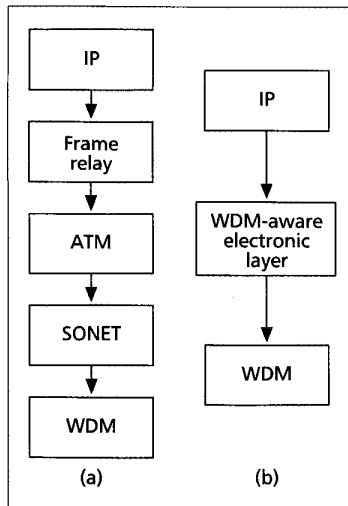 IP
Frame
relay
ATM
SONET
WDM
(a)
IP
WDM-aware
electronic
layer
WDM
(b)